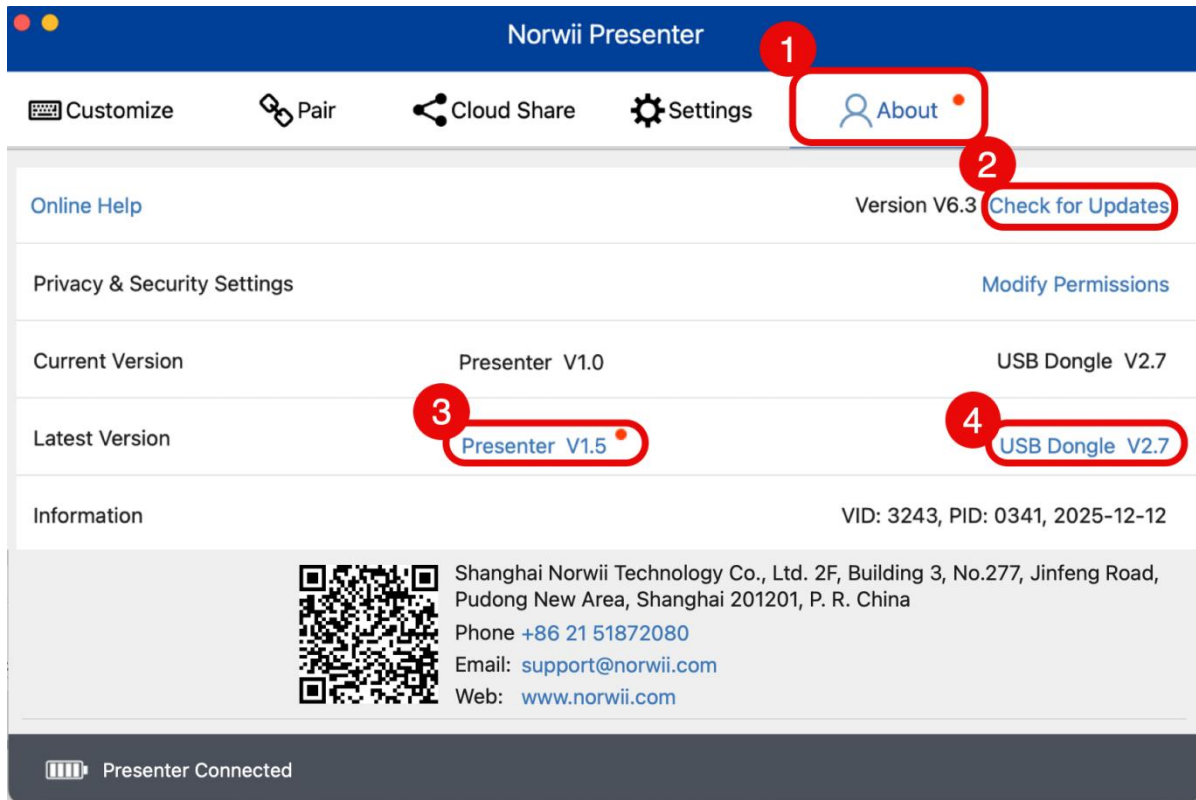 Norwii Presenter
1
Customize Pair Cloud Share Settings About
2
Online Help Version V6.3 Check for Updates
Privacy & Security Settings Modify Permissions
Current Version Presenter V1.0 USB Dongle V2.7
3 4
Latest Version Presenter V1.5 USB Dongle V2.7
Information VID: 3243, PID: 0341, 2025-12-12
Shanghai Norwii Technology Co., Ltd. 2F, Building 3, No.277, Jinfeng Road,
Pudong New Area, Shanghai 201201, P. R. China
Phone +86 21 51872080
Email: support@norwii.com
Web: www.norwii.com
Presenter Connected